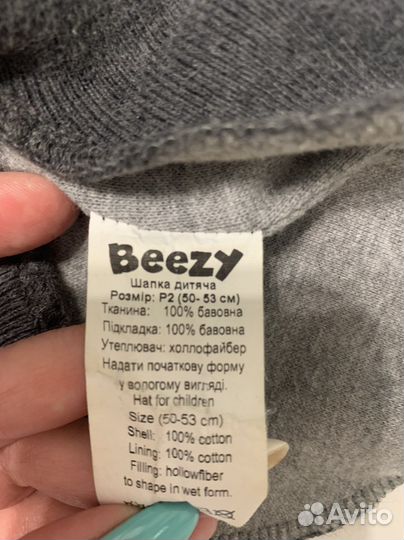 Beezy
Шапка дитяча
Розмір: Р2 (50- 53 см)
Тканина: 100% бавовна
Підкладка: 100% бавовна
Утеплювач: холлофайбер
Надати початкову форму
у вологому вигляді.
Hat for children
Size (50-53 cm)
Shell: 100% cotton
Lining: 100% cotton
Filling: hollowfiber
to shape in wet form.
Avito